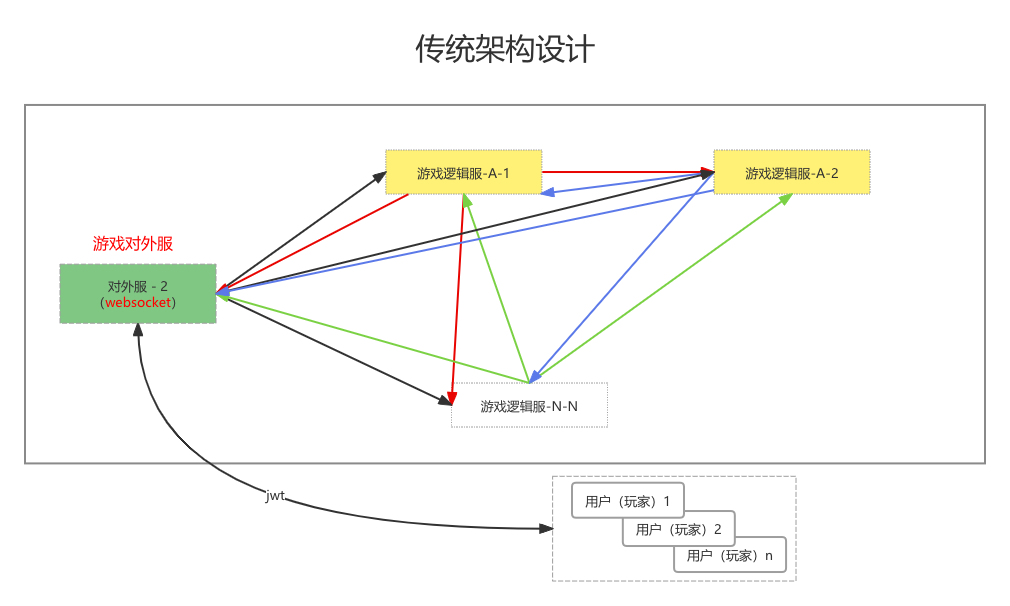 传统架构设计
游戏逻辑服-A-1
游戏逻辑服-A-2
游戏对外服
对外服 - 2
（websocket）
游戏逻辑服-N-N
jwt
用户（玩家）1
用户（玩家）2
用户（玩家）n